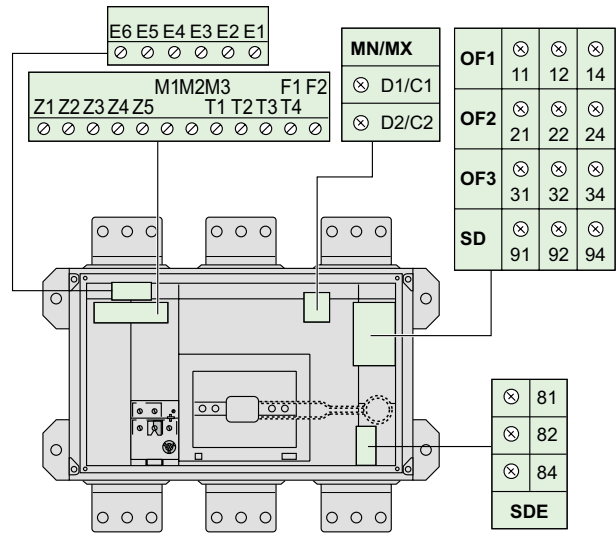 E6 E5 E4 E3 E2 E1
M1M2M3 F1 F2
Z1 Z2 Z3 Z4 Z5 T1 T2 T3 T4
MN/MX
D1/C1
D2/C2
OF1
11 12 14
OF2
21 22 24
OF3
31 32 34
SD
91 92 94
81
82
84
SDE